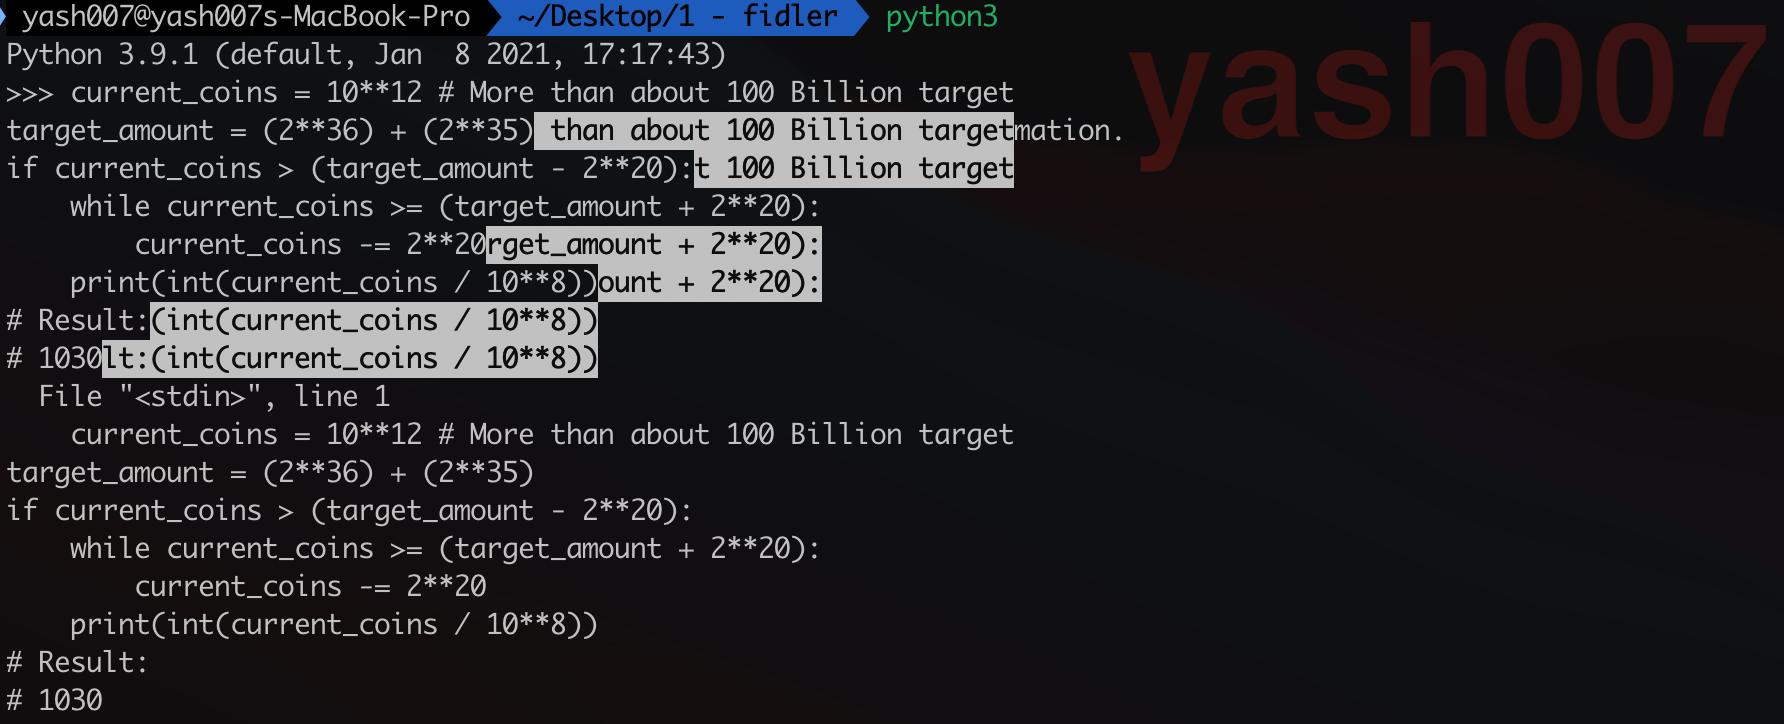 yash007@yash007s-MacBook-Pro ~/Desktop/1 - fidler python3
yash007
Python 3.9.1 (default, Jan  8 2021, 17:17:43)
>>> current_coins = 10**12 # More than about 100 Billion target
target_amount = (2**36) + (2**35) than about 100 Billion targetmation.
if current_coins > (target_amount - 2**20):t 100 Billion target
    while current_coins >= (target_amount + 2**20):
        current_coins -= 2**20rget_amount + 2**20):
    print(int(current_coins / 10**8))ount + 2**20):
# Result:(int(current_coins / 10**8))
# 1030lt:(int(current_coins / 10**8))
  File "<stdin>", line 1
    current_coins = 10**12 # More than about 100 Billion target
target_amount = (2**36) + (2**35)
if current_coins > (target_amount - 2**20):
    while current_coins >= (target_amount + 2**20):
        current_coins -= 2**20
    print(int(current_coins / 10**8))
# Result:
# 1030